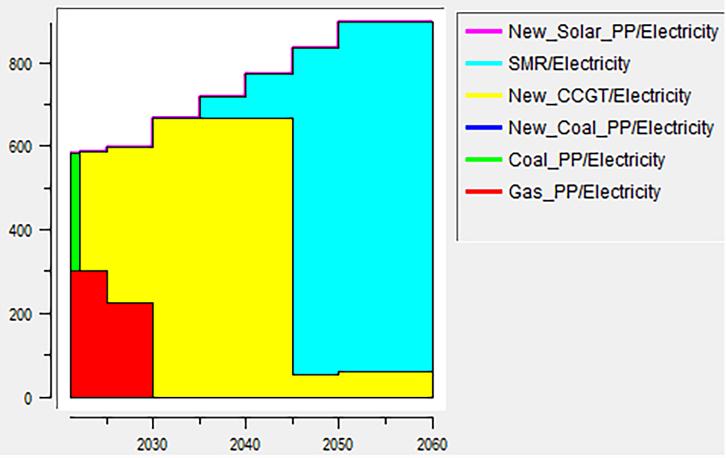 New_Solar_PP/Electricity
SMR/Electricity
New_CCGT/Electricity
New_Coal_PP/Electricity
Coal_PP/Electricity
Gas_PP/Electricity
800
600
400
200
0
2030 2040 2050 2060